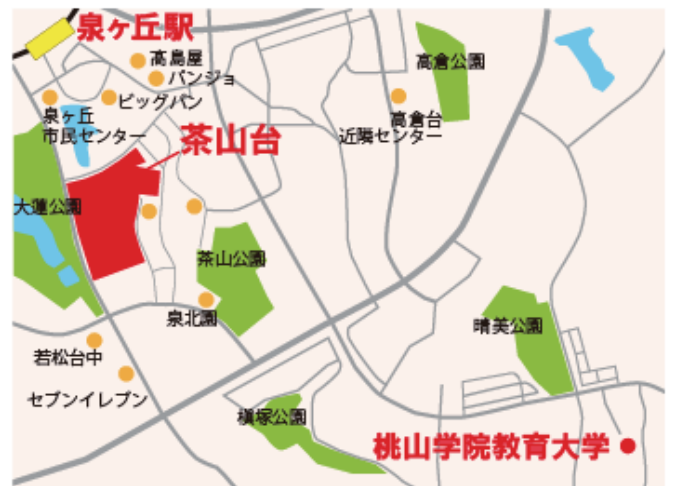 泉ヶ丘駅
高島屋
パンジョ
ビッグバン
泉ヶ丘
市民センター
高倉公園
高倉台
近隣センター
茶山台
大蓮公園
茶山公園
泉北園
若松台中
セブンイレブン
晴美公園
槇塚公園
桃山学院教育大学